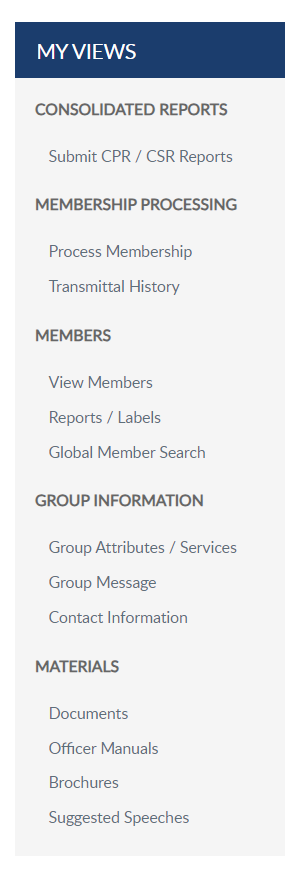 MY VIEWS
CONSOLIDATED REPORTS
Submit CPR / CSR Reports
MEMBERSHIP PROCESSING
Process Membership
Transmittal History
MEMBERS
View Members
Reports / Labels
Global Member Search
GROUP INFORMATION
Group Attributes / Services
Group Message
Contact Information
MATERIALS
Documents
Officer Manuals
Brochures
Suggested Speeches